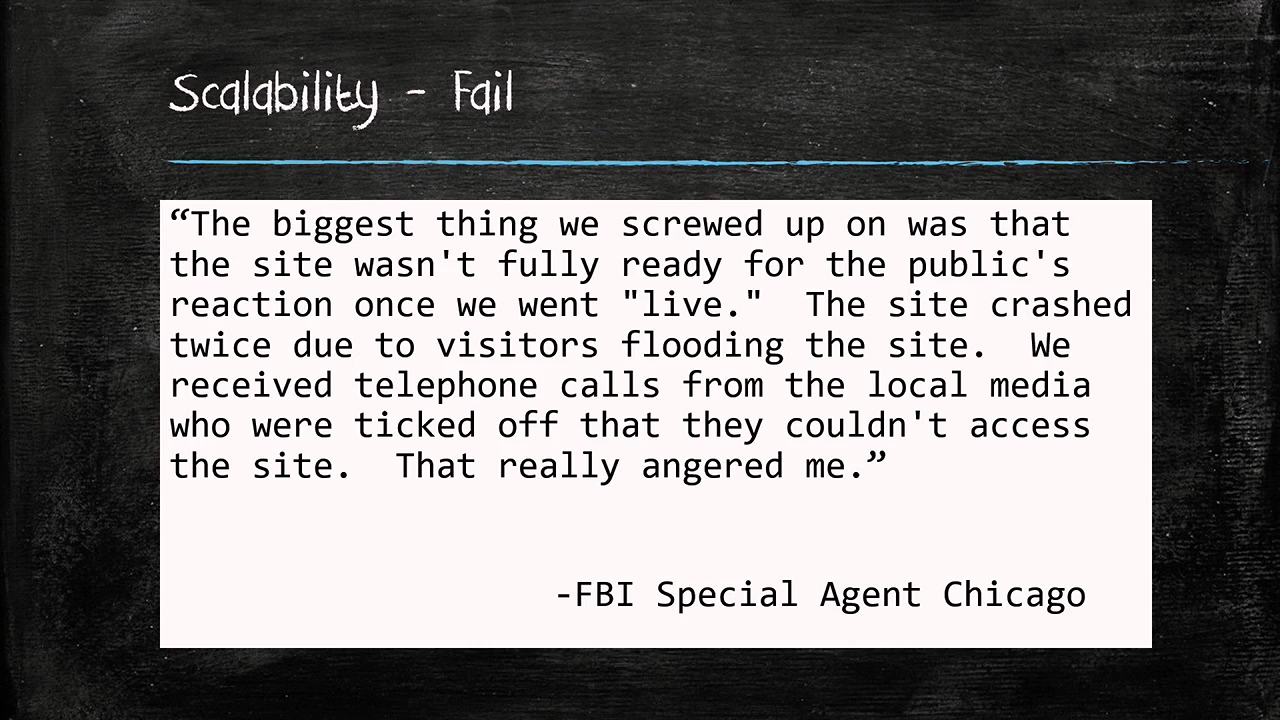 Scalability - Fail
“The biggest thing we screwed up on was that
the site wasn't fully ready for the public's
reaction once we went "live."  The site crashed
twice due to visitors flooding the site.  We
received telephone calls from the local media
who were ticked off that they couldn't access
the site.  That really angered me.”
-FBI Special Agent Chicago